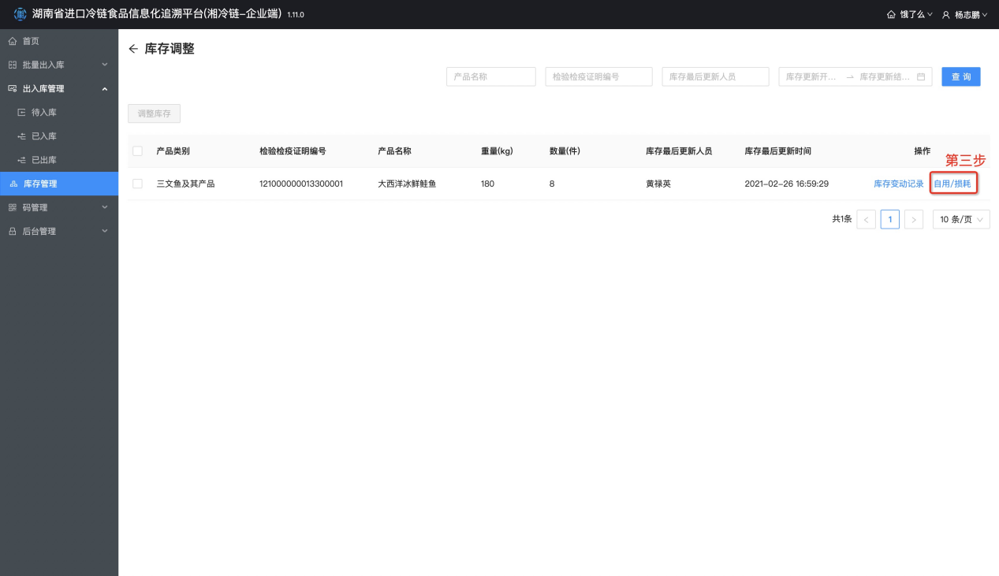 湖南省进口冷链食品信息化追溯平台(湘冷链-企业端) 1.11.0
饿了么 杨志鹏
首页
批量出入库
出入库管理
待入库
已入库
已出库
库存管理
码管理
后台管理
库存调整
产品名称 检验检疫证明编号 库存最后更新人员 库存更新开... → 库存更新结... 查 询
调整库存
产品类别 检验检疫证明编号 产品名称 重量(kg) 数量(件) 库存最后更新人员 库存最后更新时间 操作
第三步
三文鱼及其产品 121000000013300001 大西洋冰鲜鲑鱼 180 8 黄禄英 2021-02-26 16:59:29 库存变动记录 自用/损耗
共1条 < 1 > 10 条/页